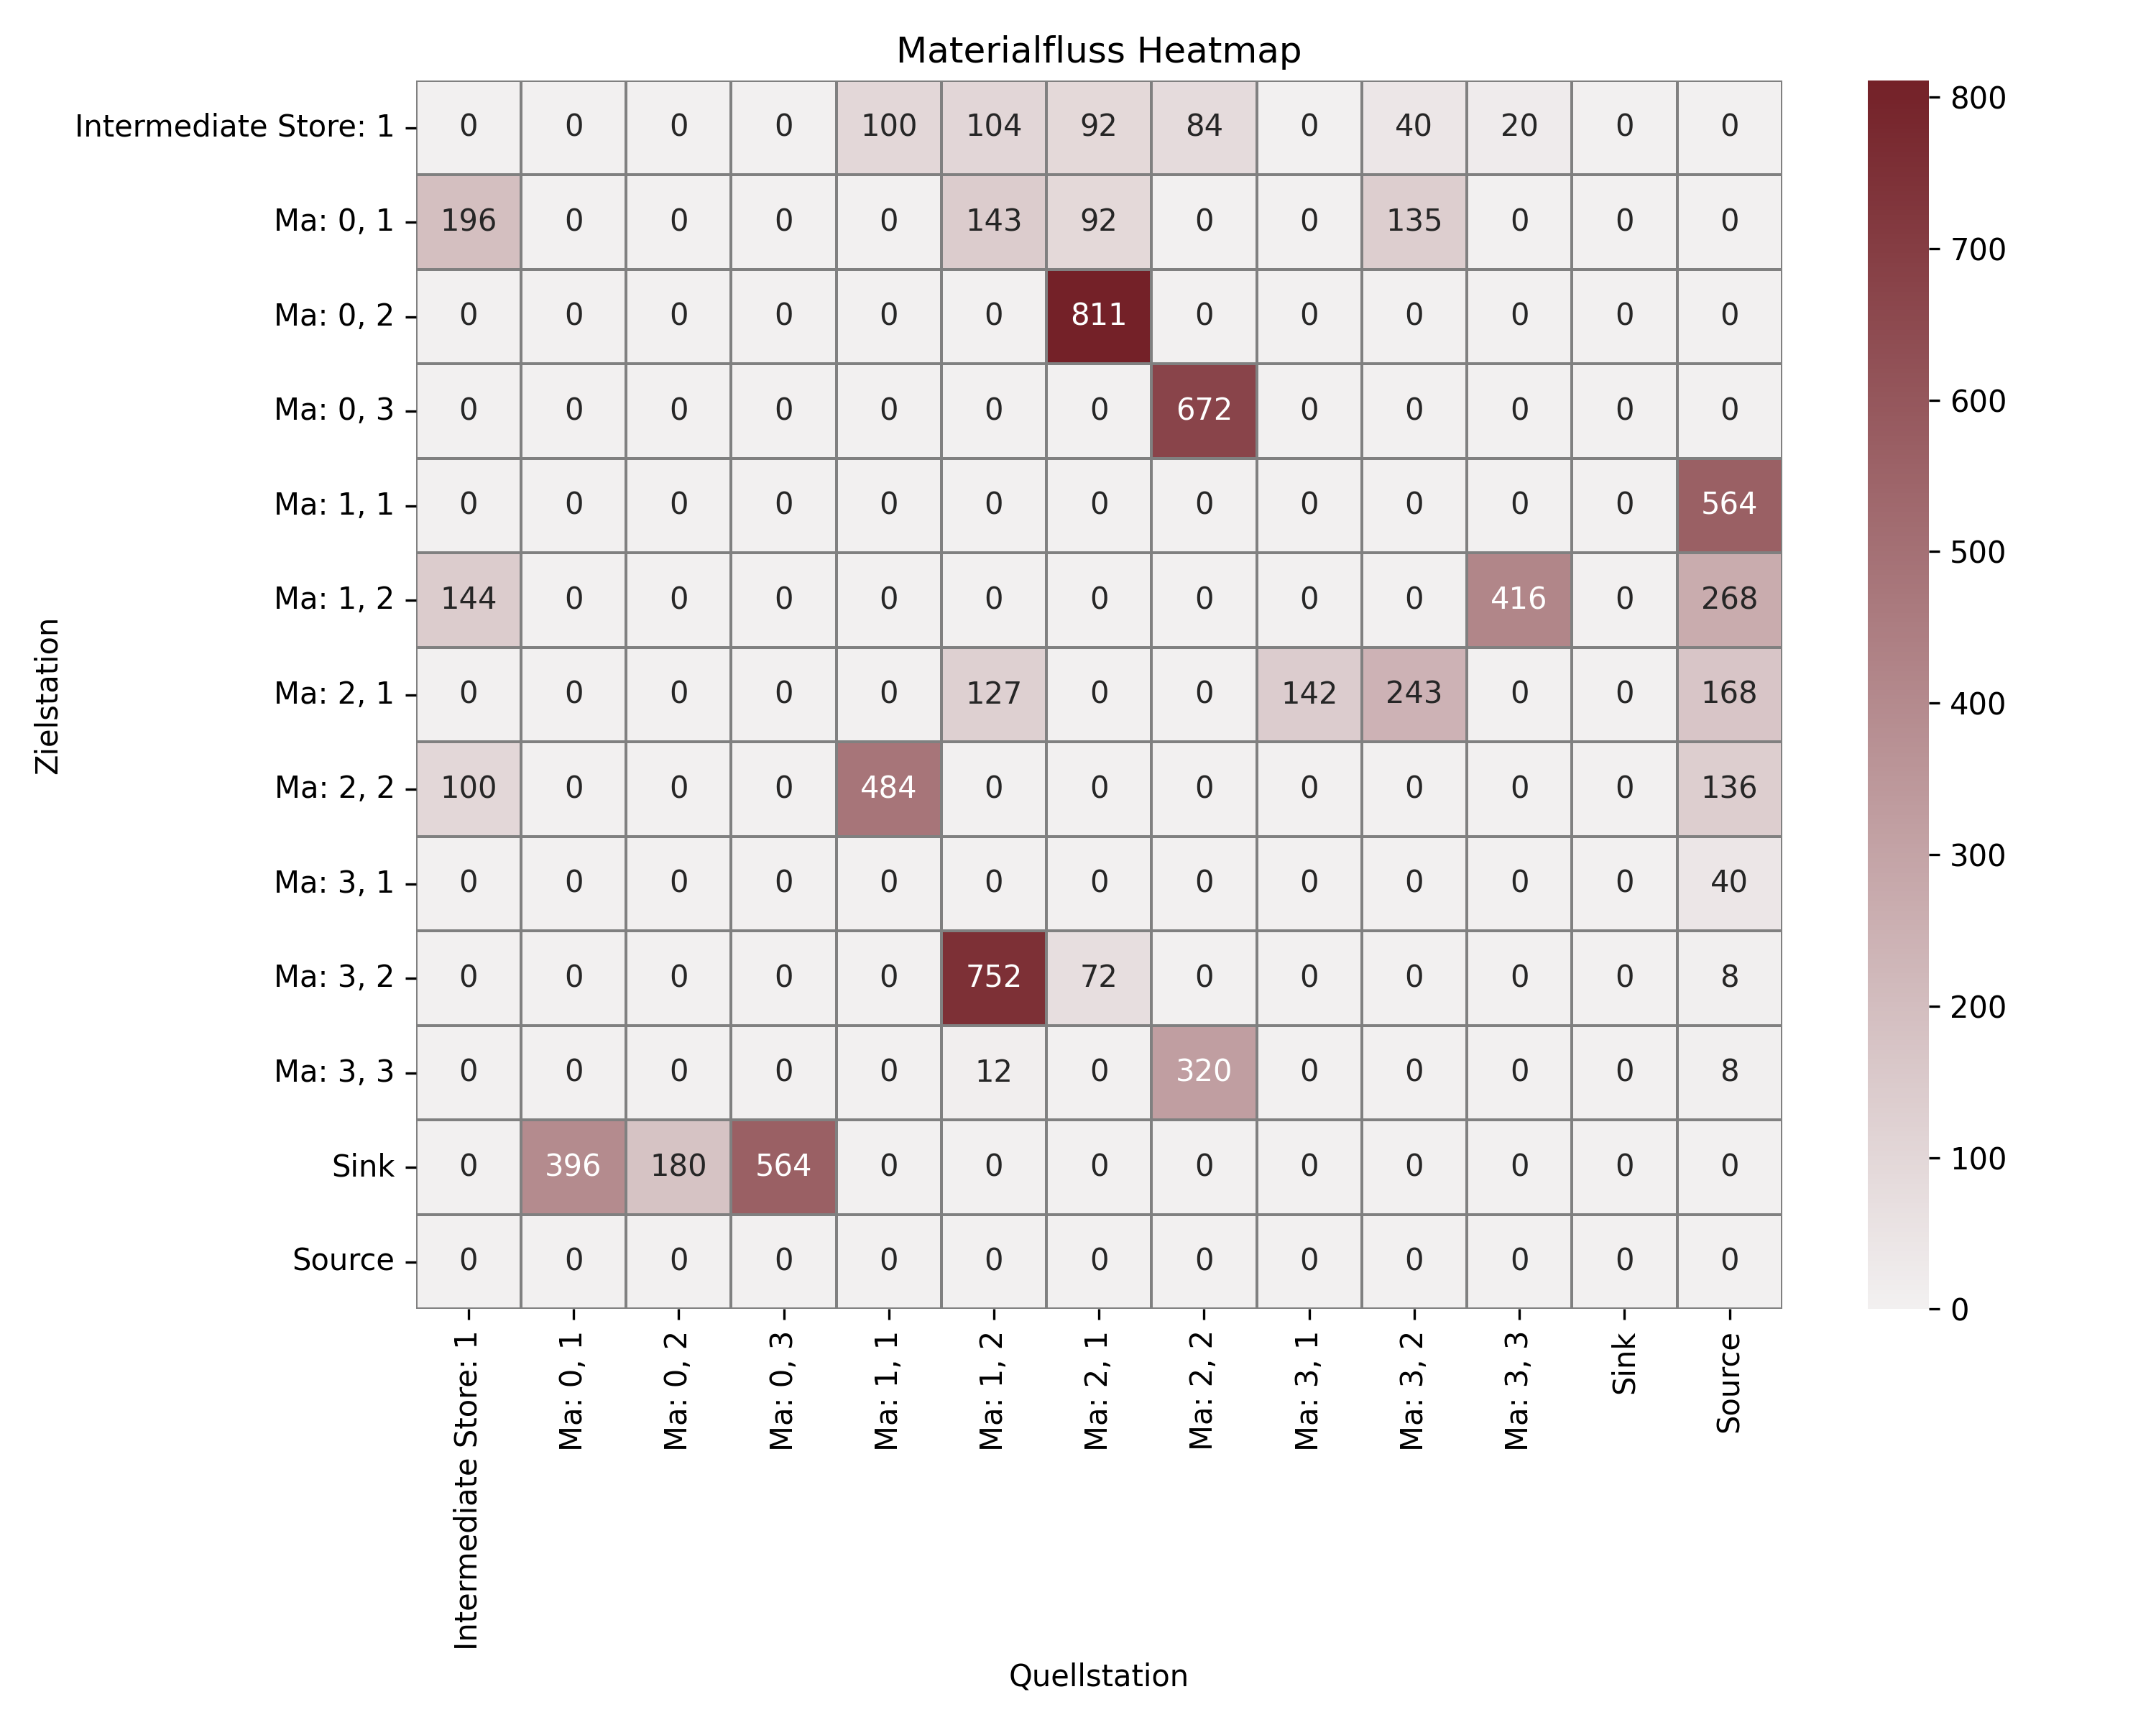 Materialfluss Heatmap
Intermediate Store: 1 0 0 0 0 100 104 92 84 0 40 20 0 0
Ma: 0, 1 196 0 0 0 0 143 92 0 0 135 0 0 0
Ma: 0, 2 0 0 0 0 0 0 811 0 0 0 0 0 0
Ma: 0, 3 0 0 0 0 0 0 0 672 0 0 0 0 0
Ma: 1, 1 0 0 0 0 0 0 0 0 0 0 0 0 564
Ma: 1, 2 144 0 0 0 0 0 0 0 0 0 416 0 268
Ma: 2, 1 0 0 0 0 0 127 0 0 142 243 0 0 168
Ma: 2, 2 100 0 0 0 484 0 0 0 0 0 0 0 136
Ma: 3, 1 0 0 0 0 0 0 0 0 0 0 0 0 40
Ma: 3, 2 0 0 0 0 0 752 72 0 0 0 0 0 8
Ma: 3, 3 0 0 0 0 0 12 0 320 0 0 0 0 8
Sink 0 396 180 564 0 0 0 0 0 0 0 0 0
Source 0 0 0 0 0 0 0 0 0 0 0 0 0
Intermediate Store: 1
Ma: 0, 1
Ma: 0, 2
Ma: 0, 3
Ma: 1, 1
Ma: 1, 2
Ma: 2, 1
Ma: 2, 2
Ma: 3, 1
Ma: 3, 2
Ma: 3, 3
Sink
Source
Quellstation
Zielstation
800
700
600
500
400
300
200
100
0